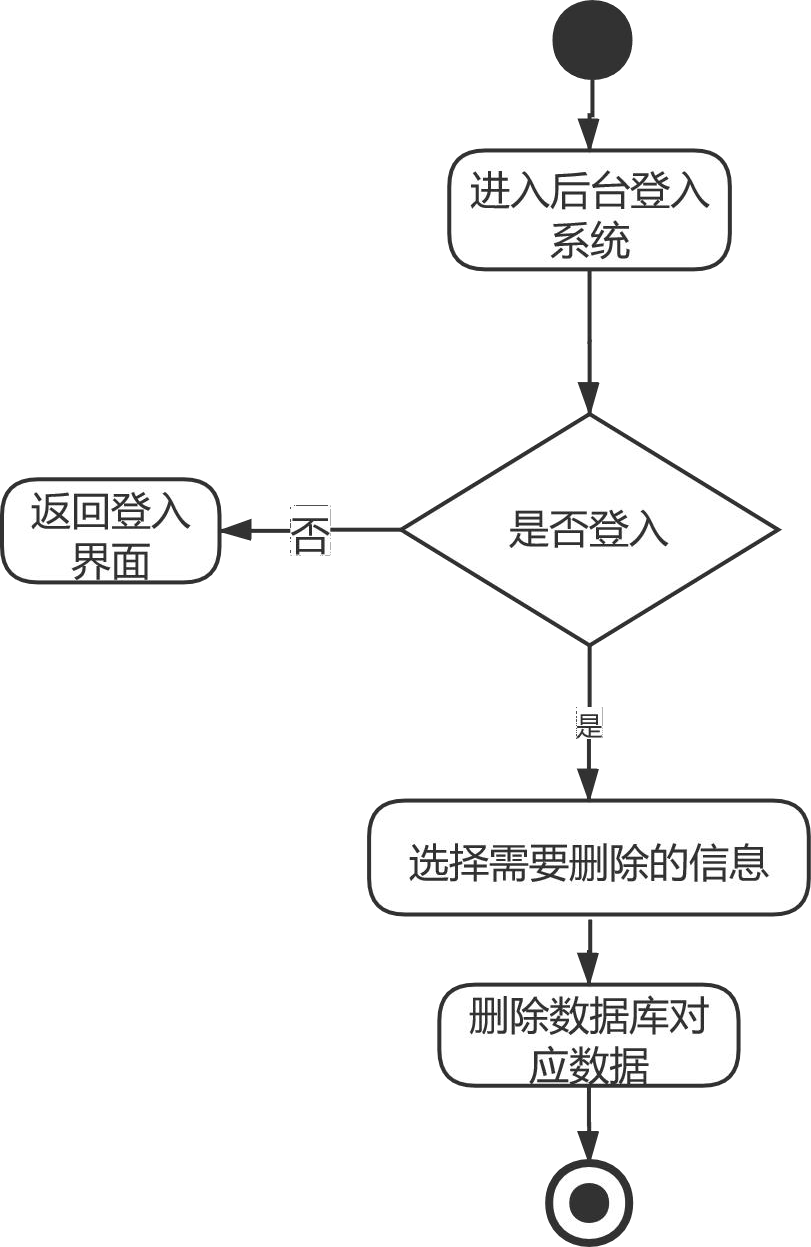 进入后台登入
系统
是否登入
否
返回登入
界面
是
选择需要删除的信息
删除数据库对
应数据